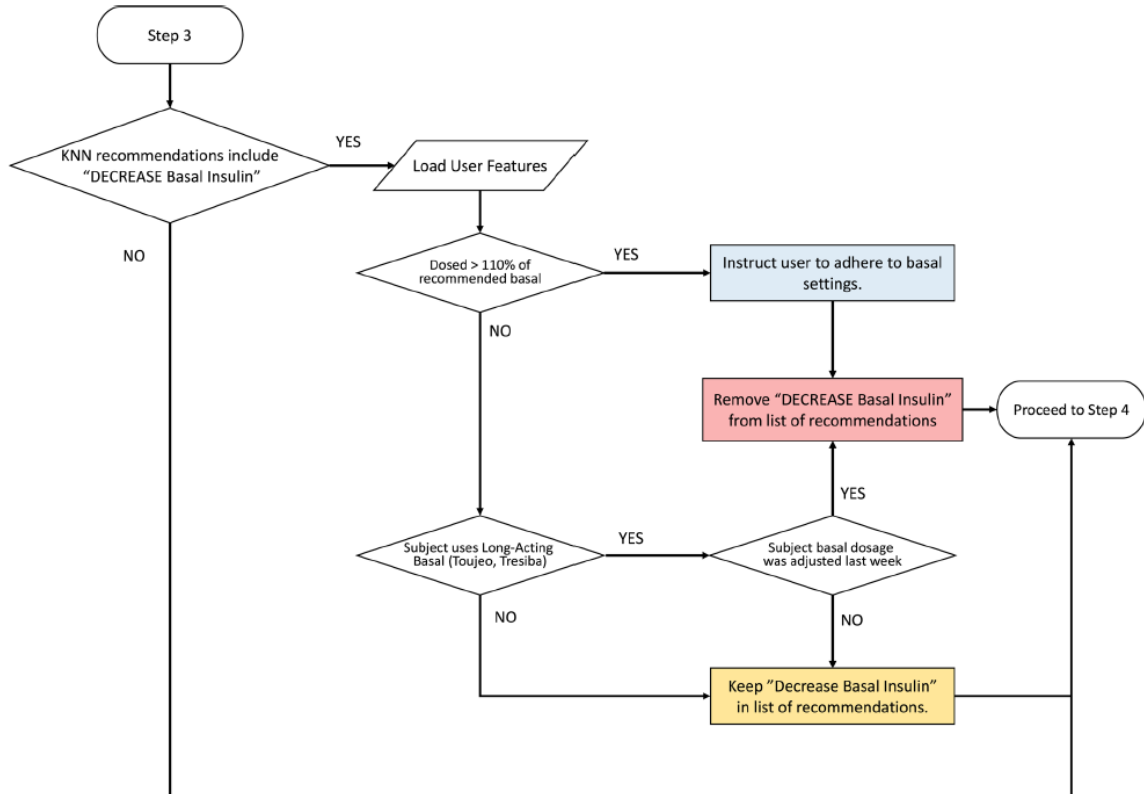 Step 3
KNN recommendations include
“DECREASE Basal Insulin”
YES
Load User Features
NO
Dosed > 110% of
recommended basal
YES
Instruct user to adhere to basal
settings.
NO
Remove “DECREASE Basal Insulin”
from list of recommendations
Proceed to Step 4
YES
Subject uses Long-Acting
Basal (Toujeo, Tresiba)
YES
Subject basal dosage
was adjusted last week
NO
NO
Keep ”Decrease Basal Insulin”
in list of recommendations.